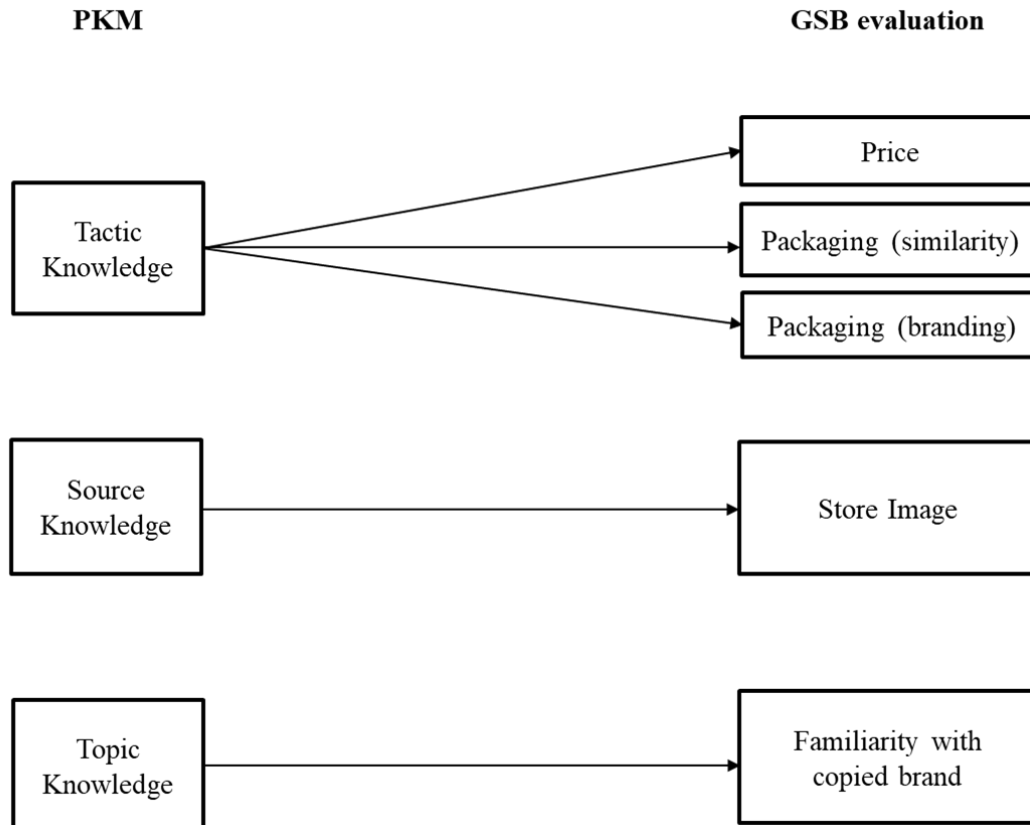 PKM
GSB evaluation
Price
Tactic
Knowledge
Packaging (similarity)
Packaging (branding)
Source
Knowledge
Store Image
Topic
Knowledge
Familiarity with
copied brand